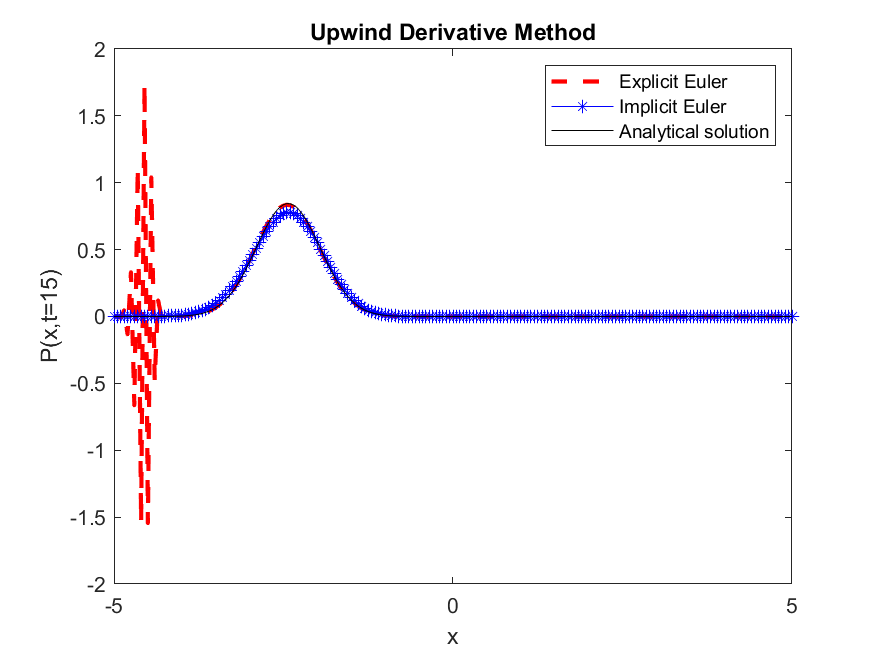 Upwind Derivative Method
Explicit Euler
Implicit Euler
Analytical solution
P(x,t=15)
2
1.5
1
0.5
0
-0.5
-1
-1.5
-2
-5
0
5
x